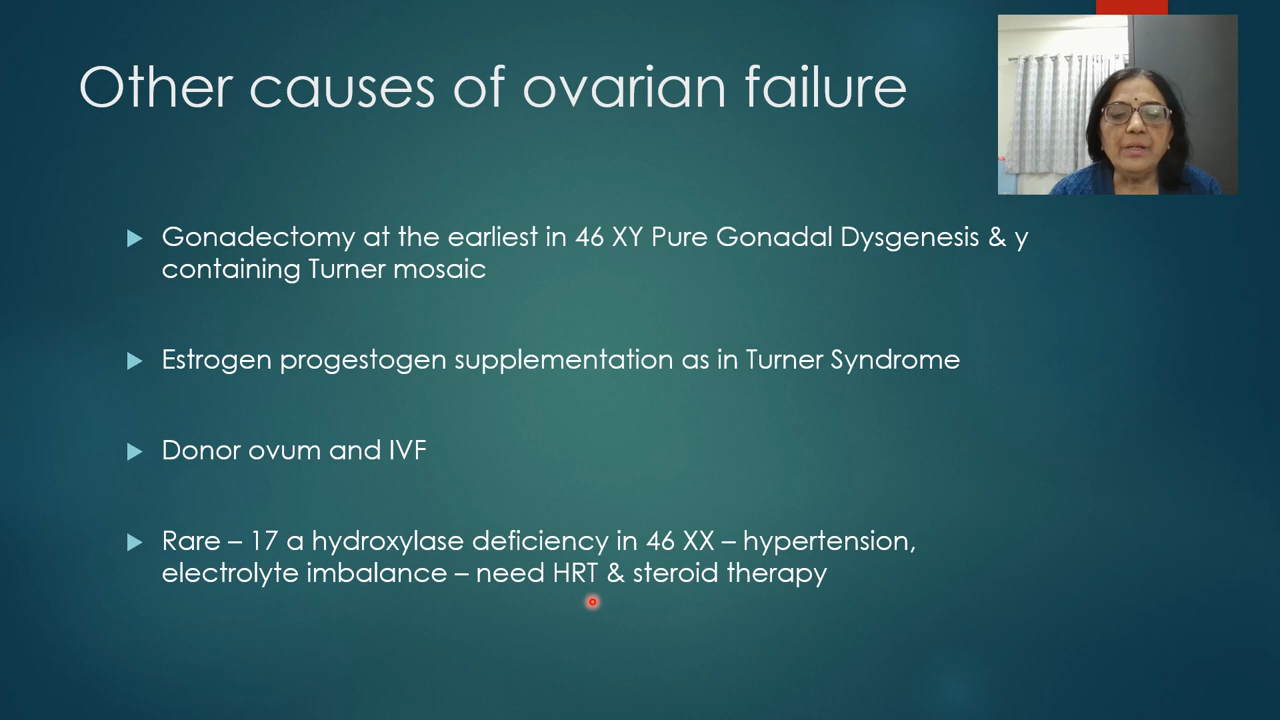 Other causes of ovarian failure
Gonadectomy at the earliest in 46 XY Pure Gonadal Dysgenesis & y
containing Turner mosaic
Estrogen progestogen supplementation as in Turner Syndrome
Donor ovum and IVF
Rare – 17 a hydroxylase deficiency in 46 XX – hypertension,
electrolyte imbalance – need HRT & steroid therapy